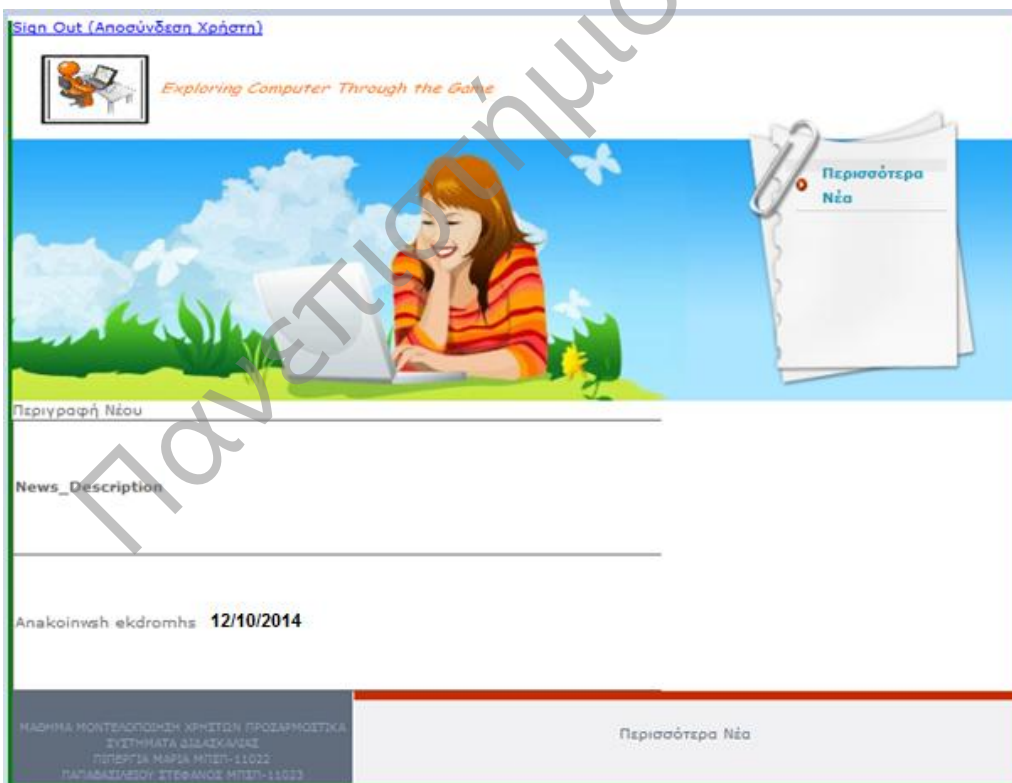 Sign Out (Αποσύνδεση Χρήστη)
Exploring Computer Through the Game
Περισσότερα
Νέα
Περιγραφή Νέου
News_Description
Anakoinwsh ekdromhs 12/10/2014
ΜΑΘΗΜΑ ΜΟΝΤΕΛΟΠΟΙΗΣΗ ΧΡΗΣΤΩΝ ΠΡΟΣΑΡΜΟΣΤΙΚΑ
ΣΥΣΤΗΜΑΤΑ ΔΙΔΑΣΚΑΛΙΑΣ
ΠΙΠΕΡΓΙΑ ΜΑΡΙΑ ΜΠΣΠ-11022
ΠΑΠΑΒΑΣΙΛΕΙΟΥ ΣΤΕΦΑΝΟΣ ΜΠΣΠ-11023
Περισσότερα Νέα